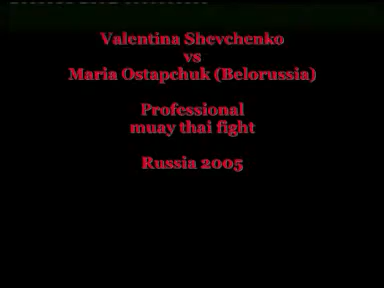 Valentina Shevchenko
vs
Maria Ostapchuk (Belorussia)
Professional
muay thai fight
Russia 2005